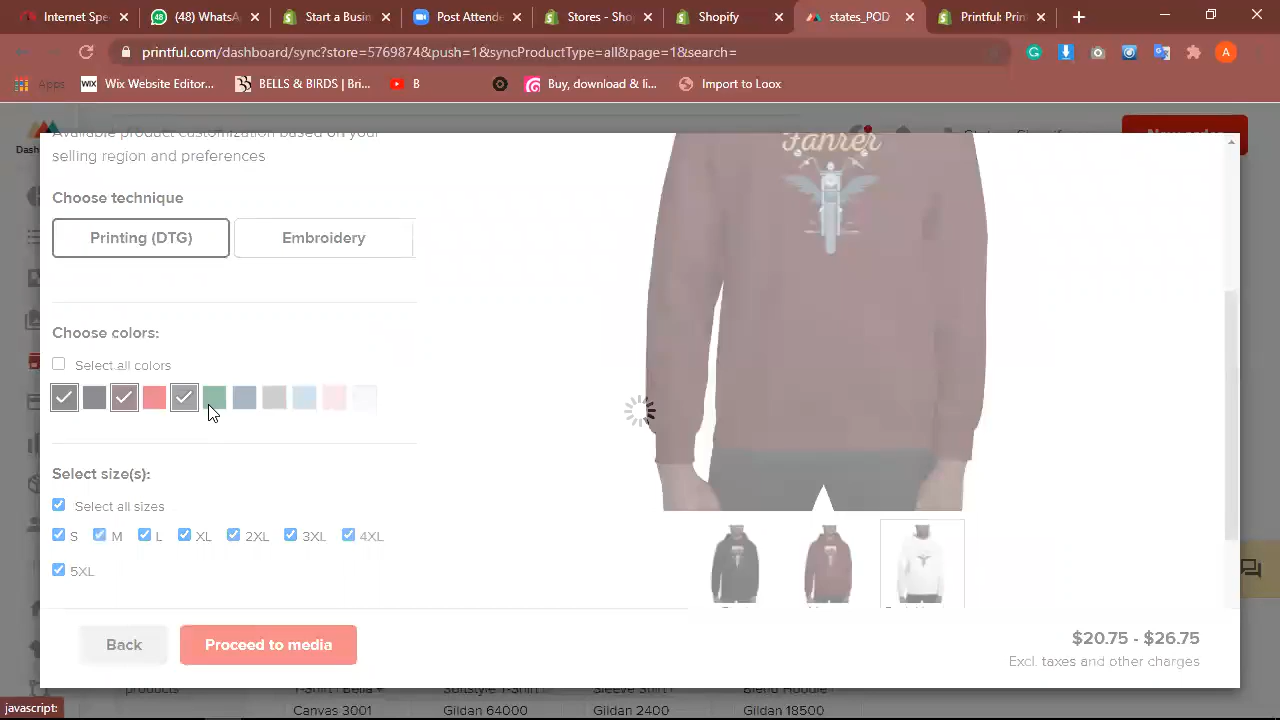 Internet Spe
(48) WhatsA
Start a Busin
Post Attende
Stores - Sho
Shopify
states_POD
Printful: Prin
printful.com/dashboard/sync?store=5769874&push=1&syncProductType=all&page=1&search=
A
Apps
WIX Wix Website Editor...
BELLS & BIRDS | Bri...
B
Buy, download & li...
Import to Loox
Dash
Available product customization based on your
selling region and preferences
Fahrer
Choose technique
Printing (DTG)
Embroidery
Choose colors:
Select all colors
Select size(s):
Select all sizes
S M L XL 2XL 3XL 4XL
5XL
Back
Proceed to media
$20.75 - $26.75
Excl. taxes and other charges
products
T-Shirt | Bella +
Canvas 3001
Softstyle T-Shirt
Gildan 64000
Sleeve Shirt
Gildan 2400
Blend Hoodie
Gildan 18500
javascript: